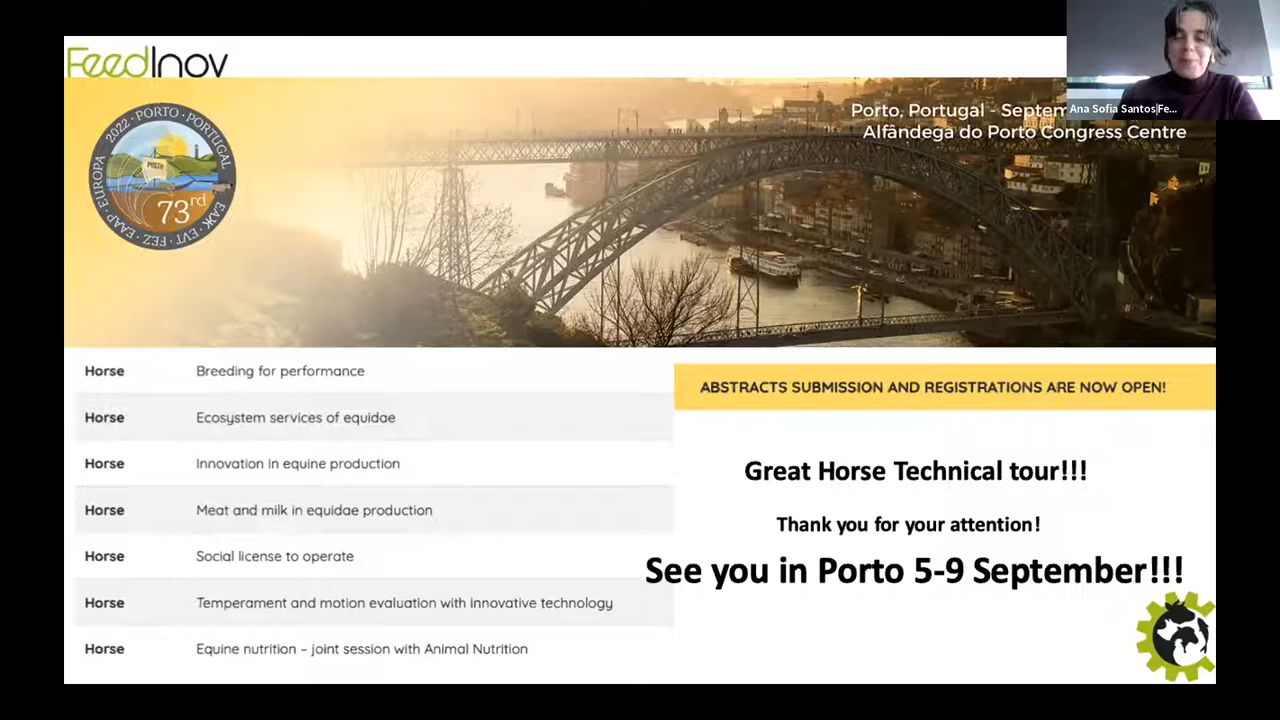 FeedInov
Porto, Portugal - Septem
Alfândega do Porto Congress Centre
Ana Sofia Santos|Fe...
2022 · PORTO · PORTUGAL
EAAP · EUROPA
FEZ · EVT · ЕАЖ
PORTO
73rd
Horse Breeding for performance
Horse Ecosystem services of equidae
Horse Innovation in equine production
Horse Meat and milk in equidae production
Horse Social license to operate
Horse Temperament and motion evaluation with innovative technology
Horse Equine nutrition – joint session with Animal Nutrition
ABSTRACTS SUBMISSION AND REGISTRATIONS ARE NOW OPEN!
Great Horse Technical tour!!!
Thank you for your attention!
See you in Porto 5-9 September!!!